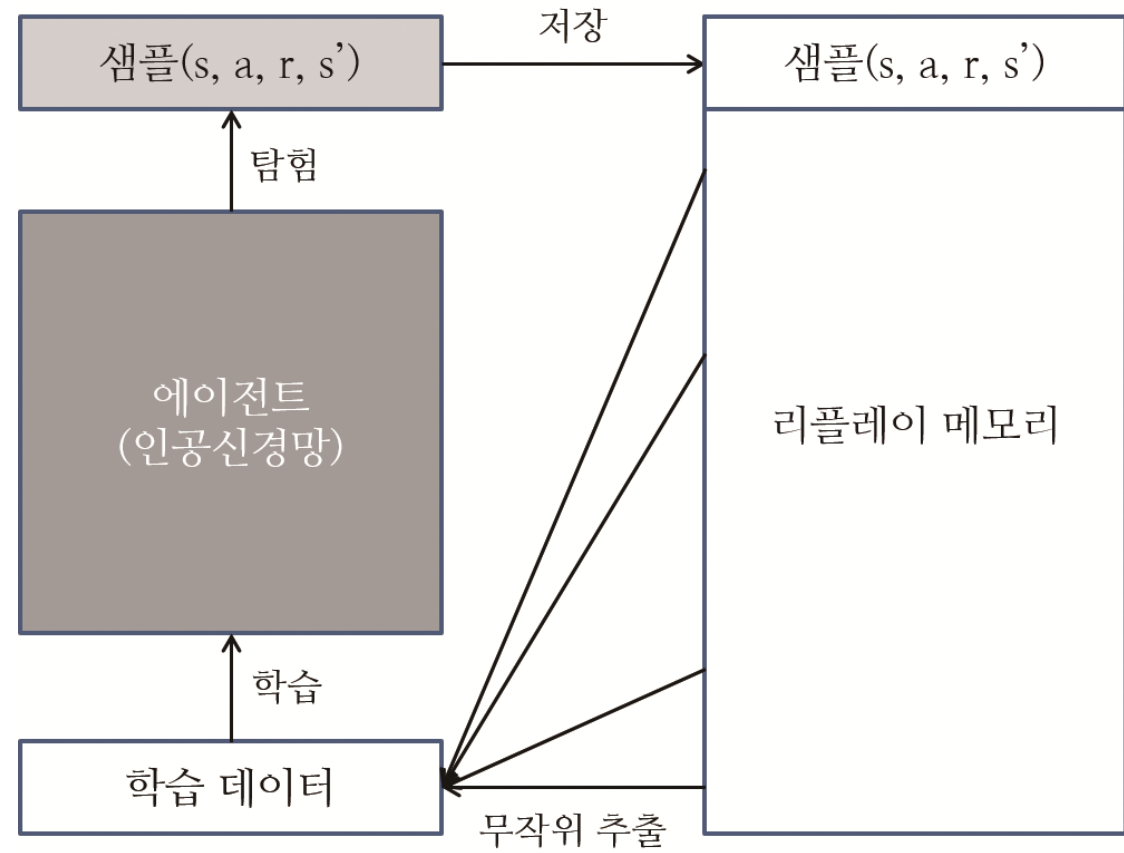 샘플(s, a, r, s’)
저장
샘플(s, a, r, s’)
탐험
에이전트
(인공신경망)
리플레이 메모리
학습
학습 데이터
무작위 추출